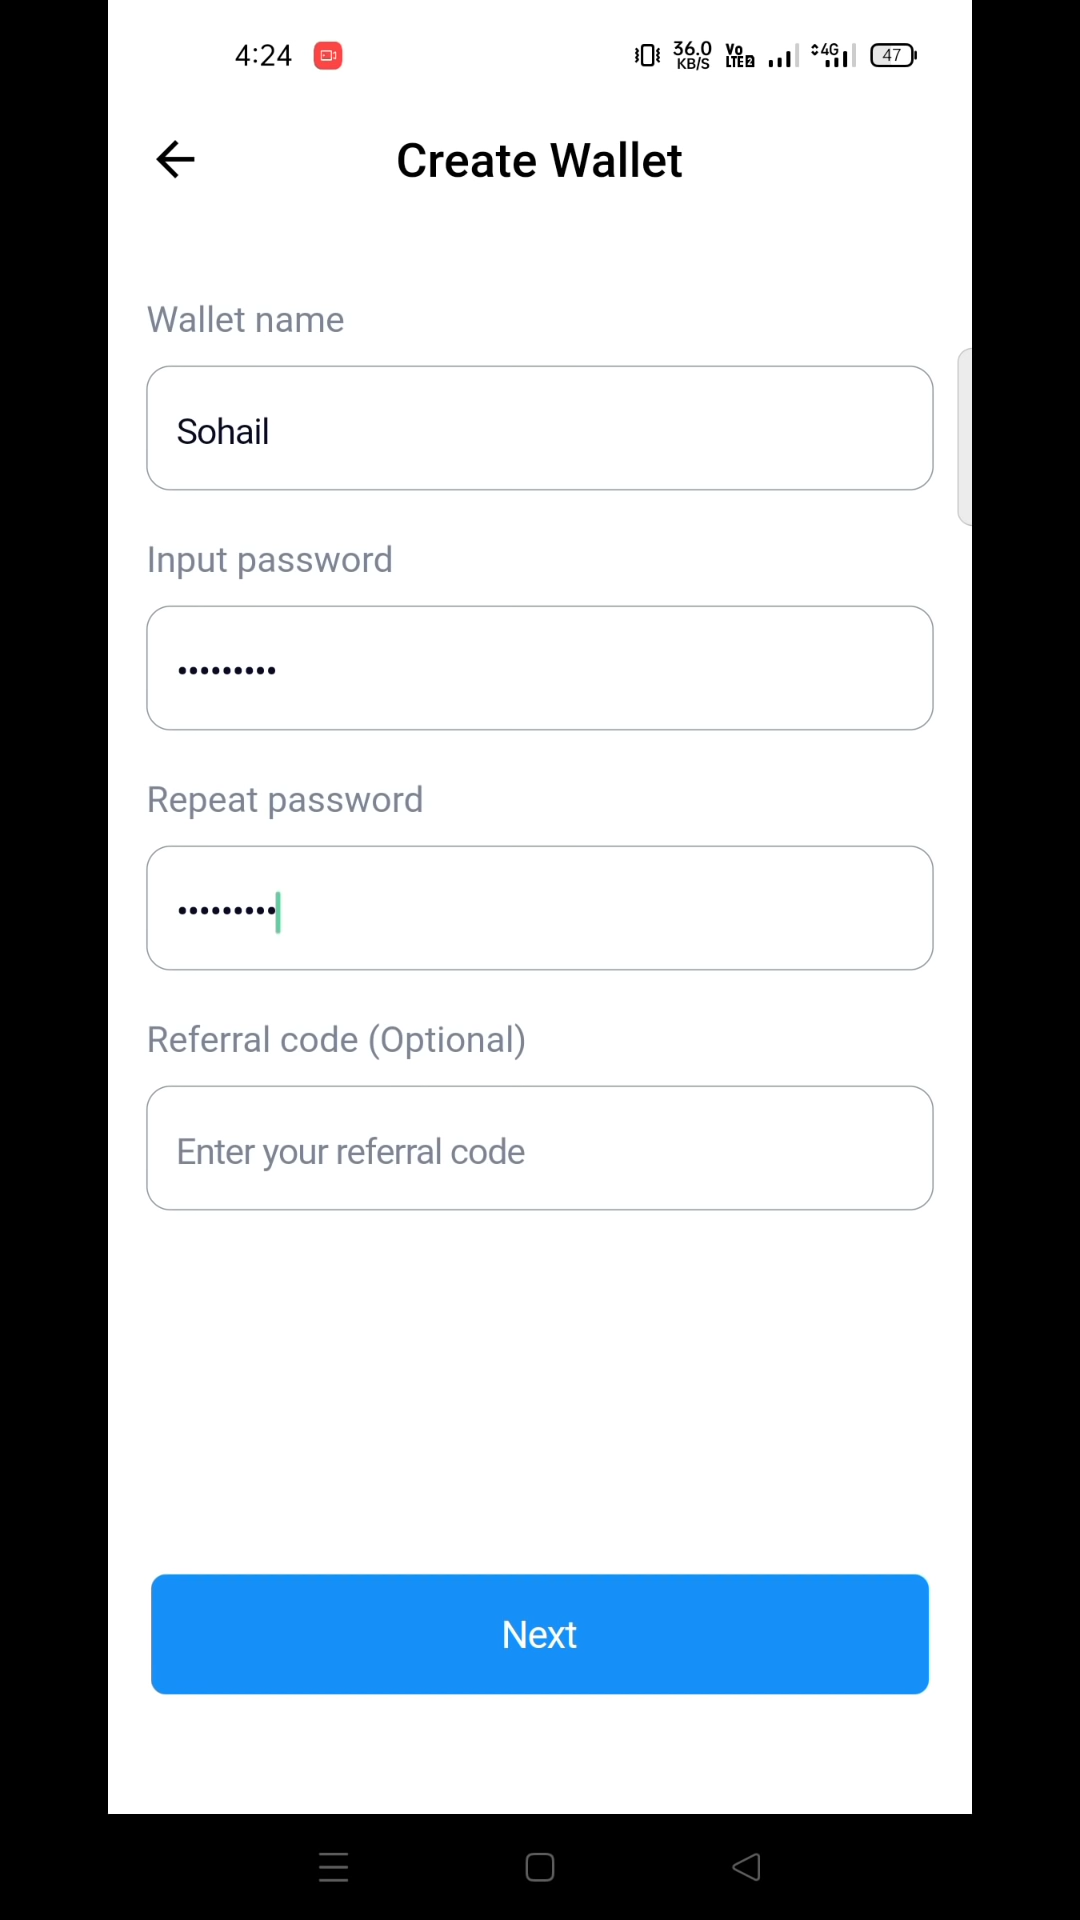 4:24
36.0 KB/S
Vo LTE 2
4G
47
Create Wallet
Wallet name
Sohail
Input password
•••••••••
Repeat password
•••••••••
Referral code (Optional)
Enter your referral code
Next